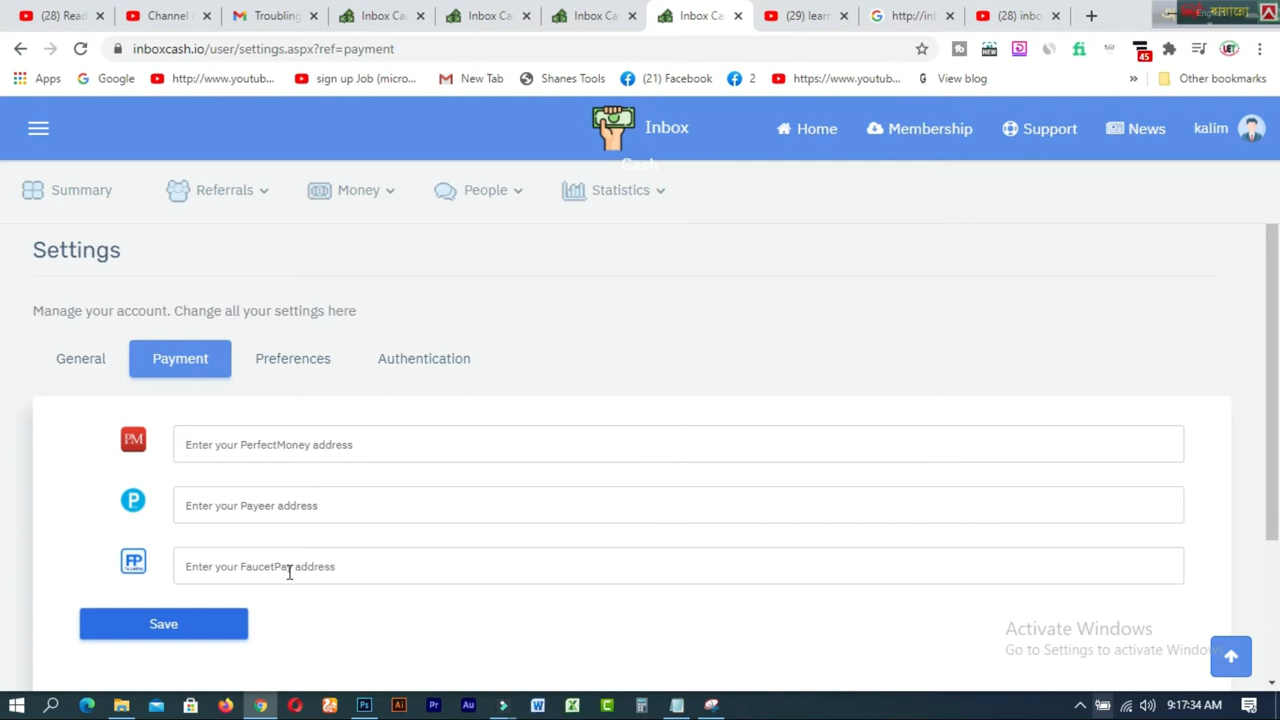 (28) Read
Channel
Troubling
Inbox Ca
Inbox Ca
Inbox Ca
(29) learn
http://inl
(28) inbo
inboxcash.io/user/settings.aspx?ref=payment
NEW
45
Apps
Google
http://www.youtub...
sign up Job (micro...
New Tab
Shanes Tools
(21) Facebook
2
https://www.youtub...
View blog
»
Other bookmarks
Inbox
Cash
Home
Membership
Support
News
kalim
Summary
Referrals
Money
People
Statistics
Settings
Manage your account. Change all your settings here
General
Payment
Preferences
Authentication
PM
Enter your PerfectMoney address
P
Enter your Payeer address
FP
Enter your FaucetPay address
Save
Activate Windows
Go to Settings to activate Windows
9:17:34 AM